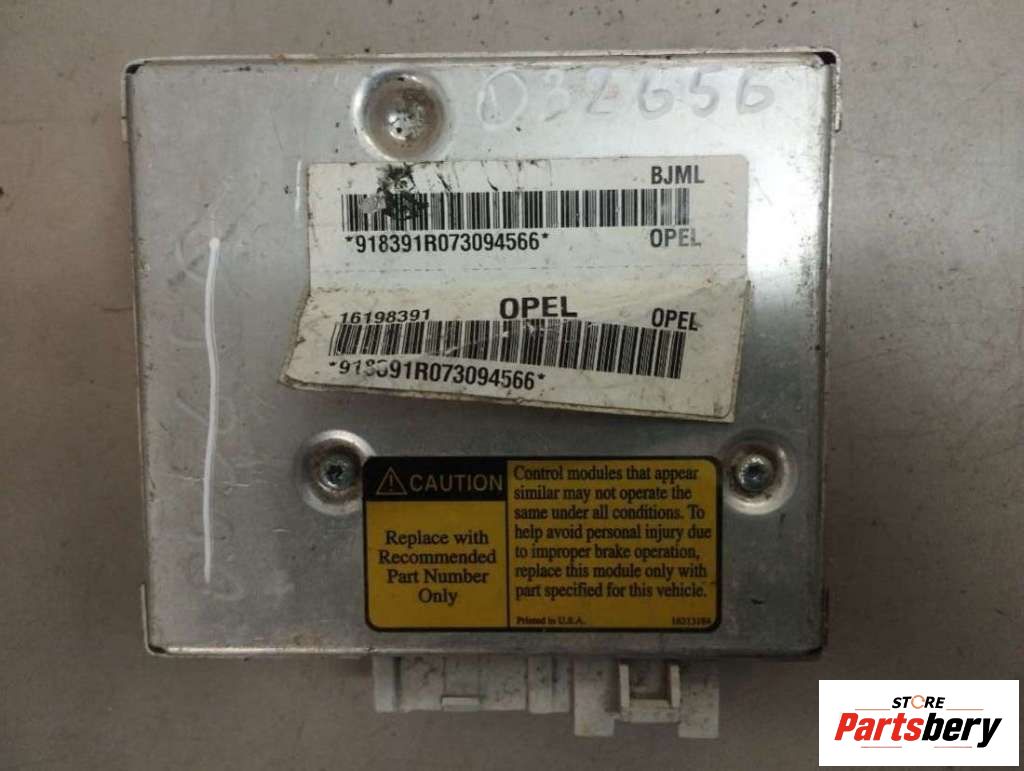 032656
BJML
*918391R073094566*
OPEL
16198391 OPEL OPEL
*918391R073094566*
CAUTION
Replace with
Recommended
Part Number
Only
Control modules that appear
similar may not operate the
same under all conditions. To
help avoid personal injury due
to improper brake operation,
replace this module only with
part specified for this vehicle.
Printed in U.S.A.
STORE
Partsbery